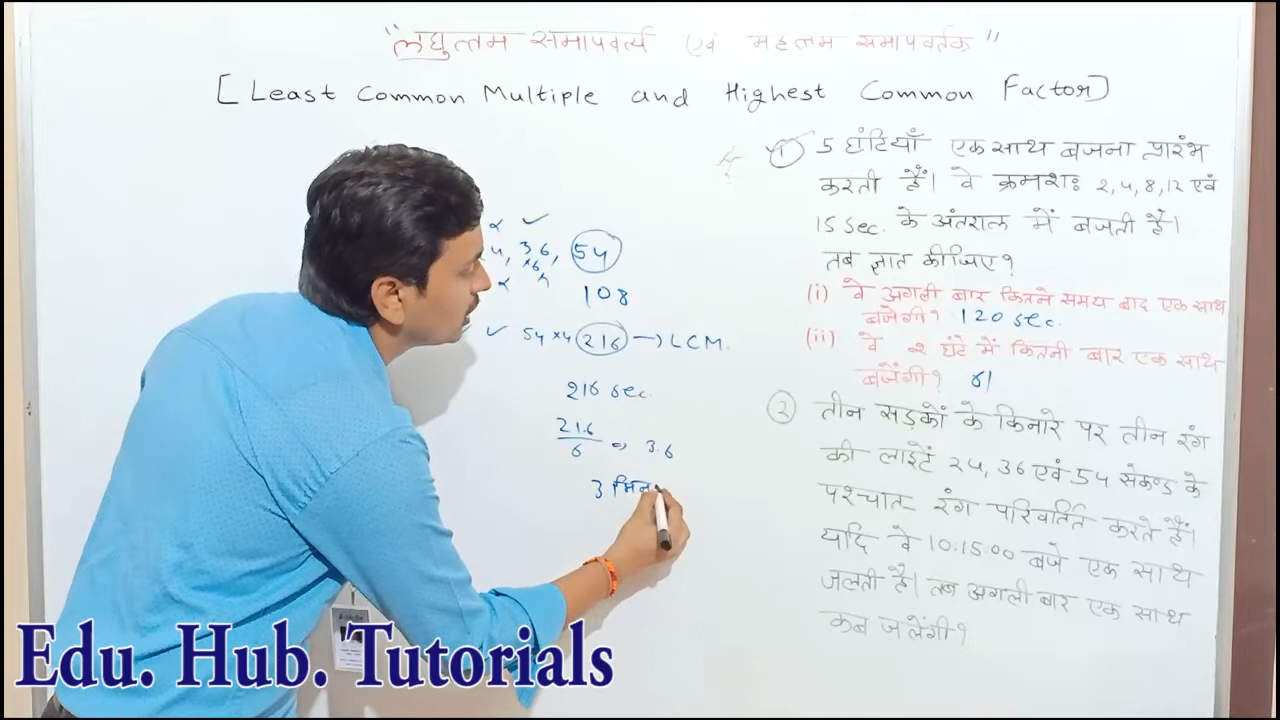 "लघुत्तम समापवर्त्य एवं महत्तम समापवर्तक"
[Least Common Multiple and Highest Common Factor]
① 5 घंटियाँ एक साथ बजना प्रारंभ
करती हैं। वे क्रमशः 2, 4, 8, 12 एवं
15 Sec. के अंतराल में बजती हैं।
तब ज्ञात कीजिए?
(i) वे अगली बार कितने समय बाद एक साथ
बजेगी? 120 sec.
(ii) वे 2 घंटे में कितनी बार एक साथ
बजेंगी? 61
② तीन सड़कों के किनारे पर तीन रंग
की लाइटें 24, 36 एवं 54 सेकण्ड के
पश्चात- रंग परिवर्तित करते हैं।
यदि वे 10:15:00 बजे एक साथ
जलती है। तब अगली बार एक साथ
कब जलेंगी?
4, 36, 54
×6
108
54×4 216 → LCM.
216 sec.
21.6
6 ⇒ 3.6
3 मिन
Edu. Hub. Tutorials